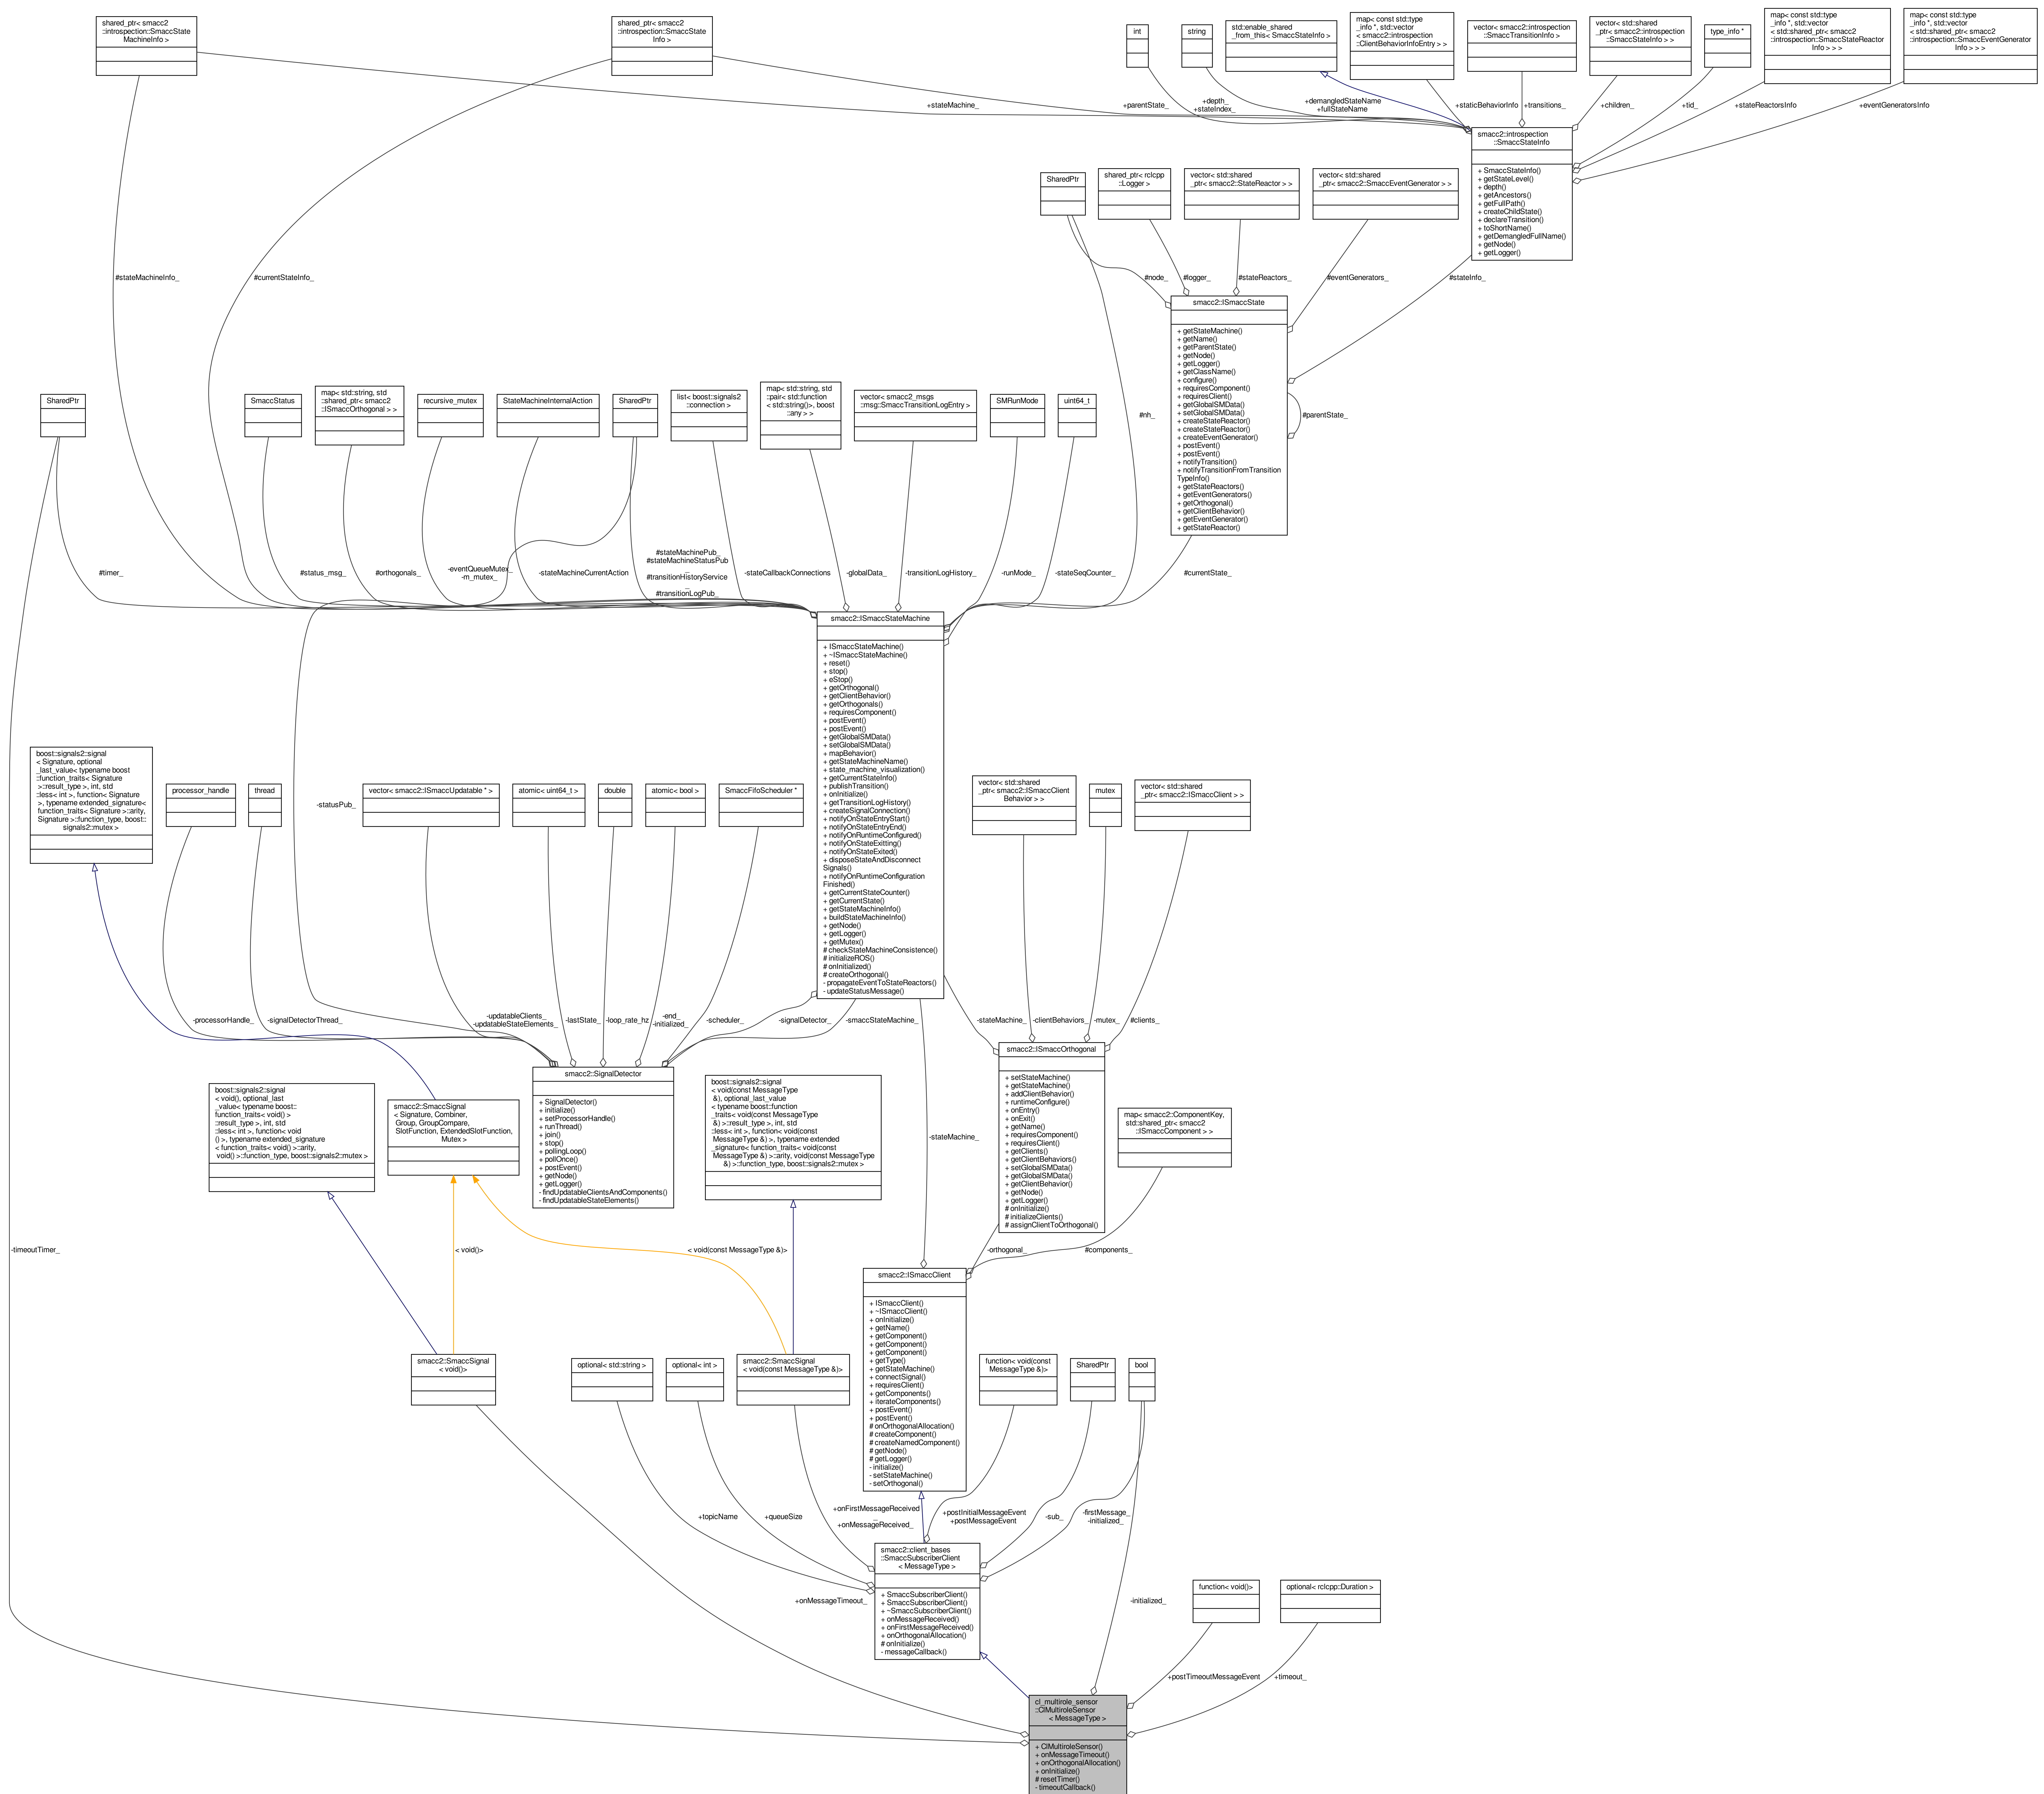 shared_ptr< smacc2
::introspection::SmaccState
MachineInfo >
shared_ptr< smacc2
::introspection::SmaccState
Info >
int
string
std::enable_shared
_from_this< SmaccStateInfo >
map< const std::type
_info *, std::vector
< smacc2::introspection
::ClientBehaviorInfoEntry > >
vector< smacc2::introspection
::SmaccTransitionInfo >
vector< std::shared
_ptr< smacc2::introspection
::SmaccStateInfo > >
type_info *
map< const std::type
_info *, std::vector
< std::shared_ptr< smacc2
::introspection::SmaccStateReactor
Info > > >
map< const std::type
_info *, std::vector
< std::shared_ptr< smacc2
::introspection::SmaccEventGenerator
Info > > >
+stateMachine_
+parentState_
+depth_
+stateIndex_
+demangledStateName
+fullStateName
+staticBehaviorInfo
+transitions_
+children_
+tid_
+stateReactorsInfo
+eventGeneratorsInfo
smacc2::introspection
::SmaccStateInfo
+ SmaccStateInfo()
+ getStateLevel()
+ depth()
+ getAncestors()
+ getFullPath()
+ createChildState()
+ declareTransition()
+ toShortName()
+ getDemangledFullName()
+ getNode()
+ getLogger()
SharedPtr
shared_ptr< rclcpp
::Logger >
vector< std::shared
_ptr< smacc2::StateReactor > >
vector< std::shared
_ptr< smacc2::SmaccEventGenerator > >
#stateMachineInfo_
#currentStateInfo_
#node_
#logger_
#stateReactors_
#eventGenerators_
#stateInfo_
smacc2::ISmaccState
+ getStateMachine()
+ getName()
+ getParentState()
+ getNode()
+ getLogger()
+ getClassName()
+ configure()
+ requiresComponent()
+ requiresClient()
+ getGlobalSMData()
+ setGlobalSMData()
+ createStateReactor()
+ createStateReactor()
+ createEventGenerator()
+ postEvent()
+ postEvent()
+ notifyTransition()
+ notifyTransitionFromTransition
TypeInfo()
+ getStateReactors()
+ getEventGenerators()
+ getOrthogonal()
+ getClientBehavior()
+ getEventGenerator()
+ getStateReactor()
#parentState_
#nh_
SharedPtr
SmaccStatus
map< std::string, std
::shared_ptr< smacc2
::ISmaccOrthogonal > >
recursive_mutex
StateMachineInternalAction
SharedPtr
list< boost::signals2
::connection >
map< std::string, std
::pair< std::function
< std::string()>, boost
::any > >
vector< smacc2_msgs
::msg::SmaccTransitionLogEntry >
SMRunMode
uint64_t
#timer_
#status_msg_
#orthogonals_
-eventQueueMutex_
-m_mutex_
-stateMachineCurrentAction
#stateMachinePub_
#stateMachineStatusPub
_
#transitionHistoryService
_
#transitionLogPub_
-stateCallbackConnections
-globalData_
-transitionLogHistory_
-runMode_
-stateSeqCounter_
#currentState_
smacc2::ISmaccStateMachine
+ ISmaccStateMachine()
+ ~ISmaccStateMachine()
+ reset()
+ stop()
+ eStop()
+ getOrthogonal()
+ getClientBehavior()
+ getOrthogonals()
+ requiresComponent()
+ postEvent()
+ postEvent()
+ getGlobalSMData()
+ setGlobalSMData()
+ mapBehavior()
+ getStateMachineName()
+ state_machine_visualization()
+ getCurrentStateInfo()
+ publishTransition()
+ onInitialize()
+ getTransitionLogHistory()
+ createSignalConnection()
+ notifyOnStateEntryStart()
+ notifyOnStateEntryEnd()
+ notifyOnRuntimeConfigured()
+ notifyOnStateExitting()
+ notifyOnStateExited()
+ disposeStateAndDisconnect
Signals()
+ notifyOnRuntimeConfiguration
Finished()
+ getCurrentStateCounter()
+ getCurrentState()
+ getStateMachineInfo()
+ buildStateMachineInfo()
+ getNode()
+ getLogger()
+ getMutex()
# checkStateMachineConsistence()
# initializeROS()
# onInitialized()
# createOrthogonal()
- propagateEventToStateReactors()
- updateStatusMessage()
boost::signals2::signal
< Signature, optional
_last_value< typename boost
::function_traits< Signature
>::result_type >, int, std
::less< int >, function< Signature
>, typename extended_signature<
function_traits< Signature >::arity,
Signature >::function_type, boost::
signals2::mutex >
processor_handle
thread
-statusPub_
vector< smacc2::ISmaccUpdatable * >
atomic< uint64_t >
double
atomic< bool >
SmaccFifoScheduler *
vector< std::shared
_ptr< smacc2::ISmaccClient
Behavior > >
mutex
vector< std::shared
_ptr< smacc2::ISmaccClient > >
-processorHandle_
-signalDetectorThread_
-updatableClients_
-updatableStateElements_
-lastState_
-loop_rate_hz
-end_
-initialized_
-scheduler_
-signalDetector_
-smaccStateMachine_
-stateMachine_
-clientBehaviors_
-mutex_
#clients_
smacc2::SignalDetector
+ SignalDetector()
+ initialize()
+ setProcessorHandle()
+ runThread()
+ join()
+ stop()
+ pollingLoop()
+ pollOnce()
+ postEvent()
+ getNode()
+ getLogger()
- findUpdatableClientsAndComponents()
- findUpdatableStateElements()
smacc2::ISmaccOrthogonal
+ setStateMachine()
+ getStateMachine()
+ addClientBehavior()
+ runtimeConfigure()
+ onEntry()
+ onExit()
+ getName()
+ requiresComponent()
+ requiresClient()
+ getClients()
+ getClientBehaviors()
+ setGlobalSMData()
+ getGlobalSMData()
+ getClientBehavior()
+ getNode()
+ getLogger()
# onInitialize()
# initializeClients()
# assignClientToOrthogonal()
boost::signals2::signal
< void(), optional_last
_value< typename boost::
function_traits< void() >
::result_type >, int, std
::less< int >, function< void
() >, typename extended_signature
< function_traits< void() >::arity,
void() >::function_type, boost::signals2::mutex >
smacc2::SmaccSignal
< Signature, Combiner,
Group, GroupCompare,
SlotFunction, ExtendedSlotFunction,
Mutex >
boost::signals2::signal
< void(const MessageType
&), optional_last_value
< typename boost::function
_traits< void(const MessageType
&) >::result_type >, int, std
::less< int >, function< void(const
MessageType &) >, typename extended
_signature< function_traits< void(const
MessageType &) >::arity, void(const MessageType
&) >::function_type, boost::signals2::mutex >
-stateMachine_
map< smacc2::ComponentKey,
std::shared_ptr< smacc2
::ISmaccComponent > >
-timeoutTimer_
< void()>
< void(const MessageType &)>
-orthogonal_
#components_
smacc2::ISmaccClient
+ ISmaccClient()
+ ~ISmaccClient()
+ onInitialize()
+ getName()
+ getComponent()
+ getComponent()
+ getComponent()
+ getType()
+ getStateMachine()
+ connectSignal()
+ requiresClient()
+ getComponents()
+ iterateComponents()
+ postEvent()
+ postEvent()
# onOrthogonalAllocation()
# createComponent()
# createNamedComponent()
# getNode()
# getLogger()
- initialize()
- setStateMachine()
- setOrthogonal()
smacc2::SmaccSignal
< void()>
optional< std::string >
optional< int >
smacc2::SmaccSignal
< void(const MessageType &)>
function< void(const
MessageType &)>
SharedPtr
bool
+topicName
+queueSize
+onFirstMessageReceived
_
+onMessageReceived_
+postInitialMessageEvent
+postMessageEvent
-sub_
-firstMessage_
-initialized_
smacc2::client_bases
::SmaccSubscriberClient
< MessageType >
+ SmaccSubscriberClient()
+ SmaccSubscriberClient()
+ ~SmaccSubscriberClient()
+ onMessageReceived()
+ onFirstMessageReceived()
+ onOrthogonalAllocation()
# onInitialize()
- messageCallback()
+onMessageTimeout_
-initialized_
function< void()>
optional< rclcpp::Duration >
+postTimeoutMessageEvent
+timeout_
cl_multirole_sensor
::ClMultiroleSensor
< MessageType >
+ ClMultiroleSensor()
+ onMessageTimeout()
+ onOrthogonalAllocation()
+ onInitialize()
# resetTimer()
- timeoutCallback()